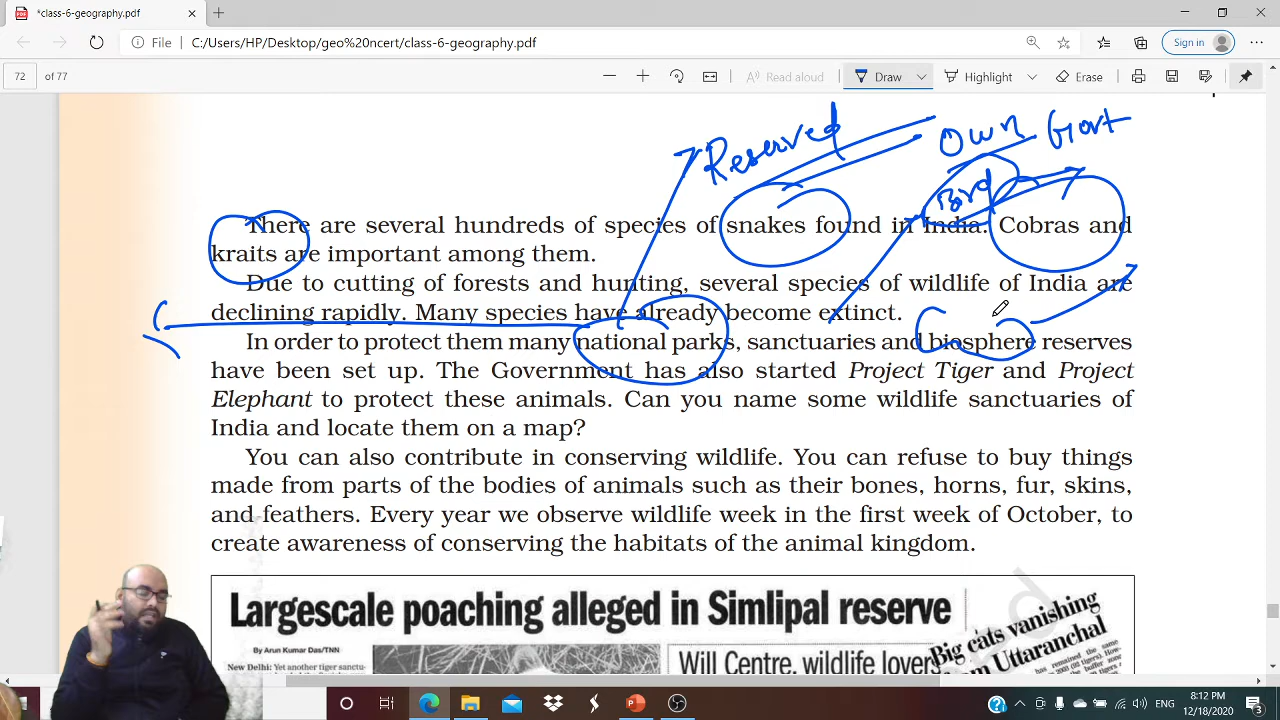 *class-6-geography.pdf
File C:/Users/HP/Desktop/geo%20ncert/class-6-geography.pdf Sign in
72 of 77 Read aloud Draw Highlight Erase
Reserved Own Govt
Bird
There are several hundreds of species of snakes found in India. Cobras and
kraits are important among them.
Due to cutting of forests and hunting, several species of wildlife of India are
declining rapidly. Many species have already become extinct.
In order to protect them many national parks, sanctuaries and biosphere reserves
have been set up. The Government has also started Project Tiger and Project
Elephant to protect these animals. Can you name some wildlife sanctuaries of
India and locate them on a map?
You can also contribute in conserving wildlife. You can refuse to buy things
made from parts of the bodies of animals such as their bones, horns, fur, skins,
and feathers. Every year we observe wildlife week in the first week of October, to
create awareness of conserving the habitats of the animal kingdom.
Largescale poaching alleged in Simlipal reserve
Big cats vanishing
from Uttaranchal
By Arun Kumar Das/TNN
New Delhi: Yet another tiger sanctu-
Will Centre, wildlife lovers
8:12 PM
12/18/2020